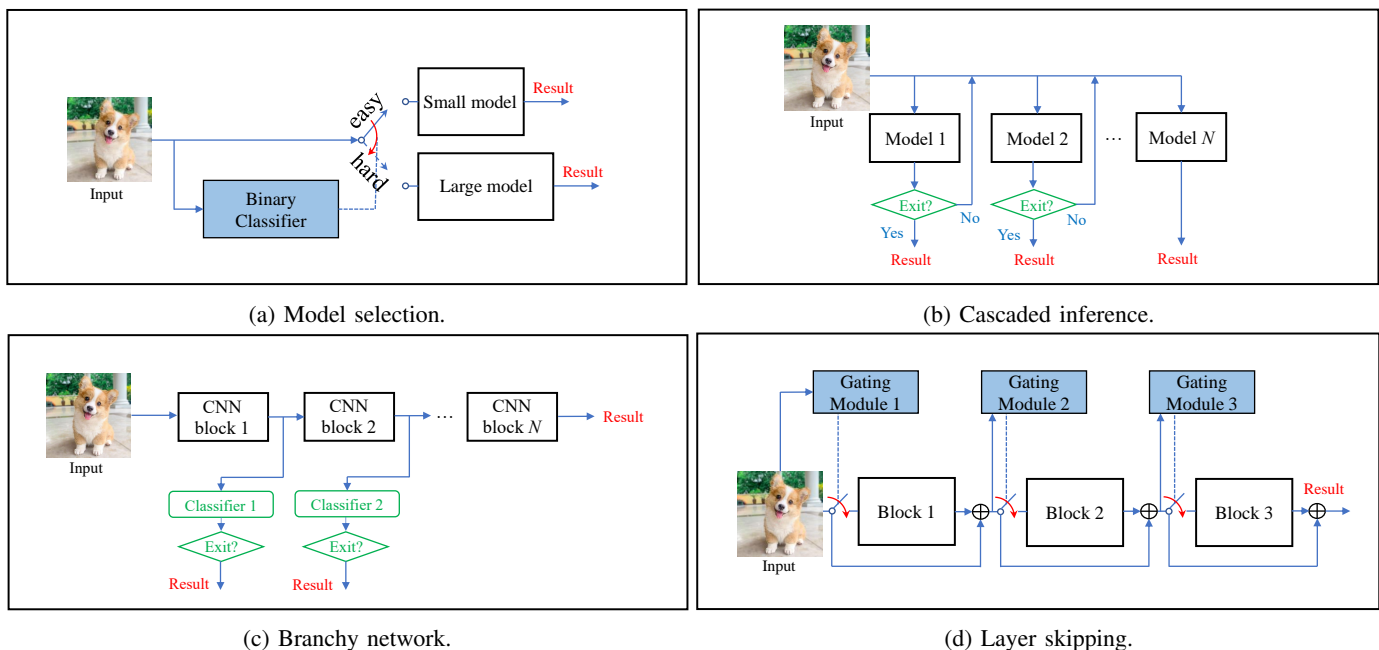 Input
Binary
Classifier
easy
hard
Small model
Large model
Result
Result
(a) Model selection.
Input
Model 1
Model 2
...
Model N
Exit?
Exit?
No
No
Yes
Yes
Result
Result
Result
(b) Cascaded inference.
Input
CNN
block 1
CNN
block 2
...
CNN
block N
Result
Classifier 1
Classifier 2
Exit?
Exit?
Result
Result
(c) Branchy network.
Gating
Module 1
Gating
Module 2
Gating
Module 3
Input
Block 1
Block 2
Block 3
Result
(d) Layer skipping.